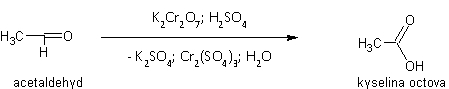 K2Cr2O7; H2SO4
H3C
O
H
- K2SO4; Cr2(SO4)3; H2O
acetaldehyd
O
H3C
OH
kyselina octova